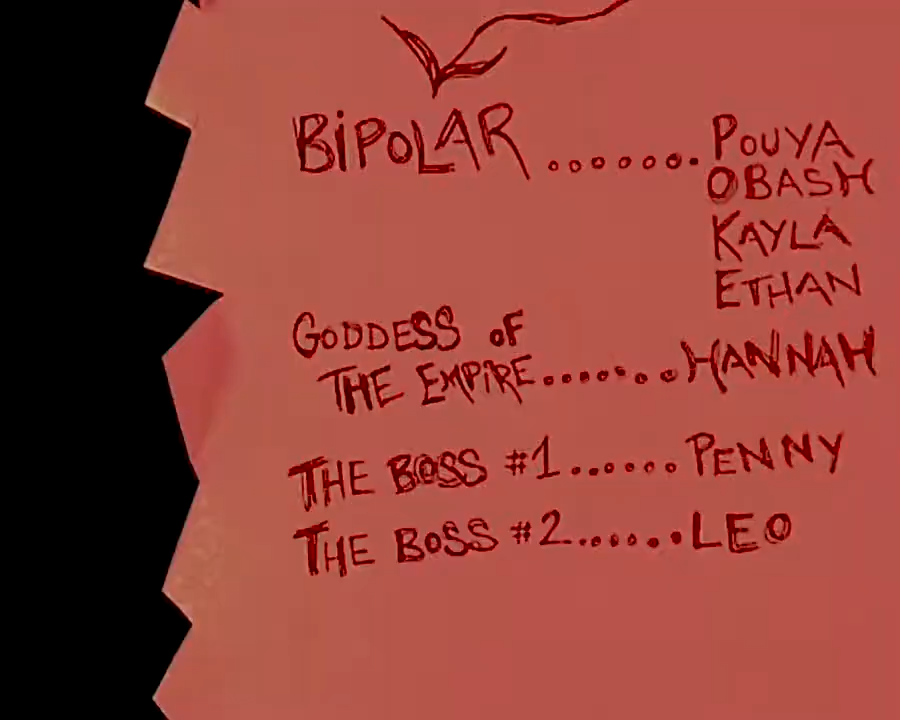 BiPOLAR ....... POUYA
OBASH
KAYLA
ETHAN
GODDESS OF
THE EMPiRE........HANNAH
THE BOSS #1...... PENNY
THE BOSS #2......LEO